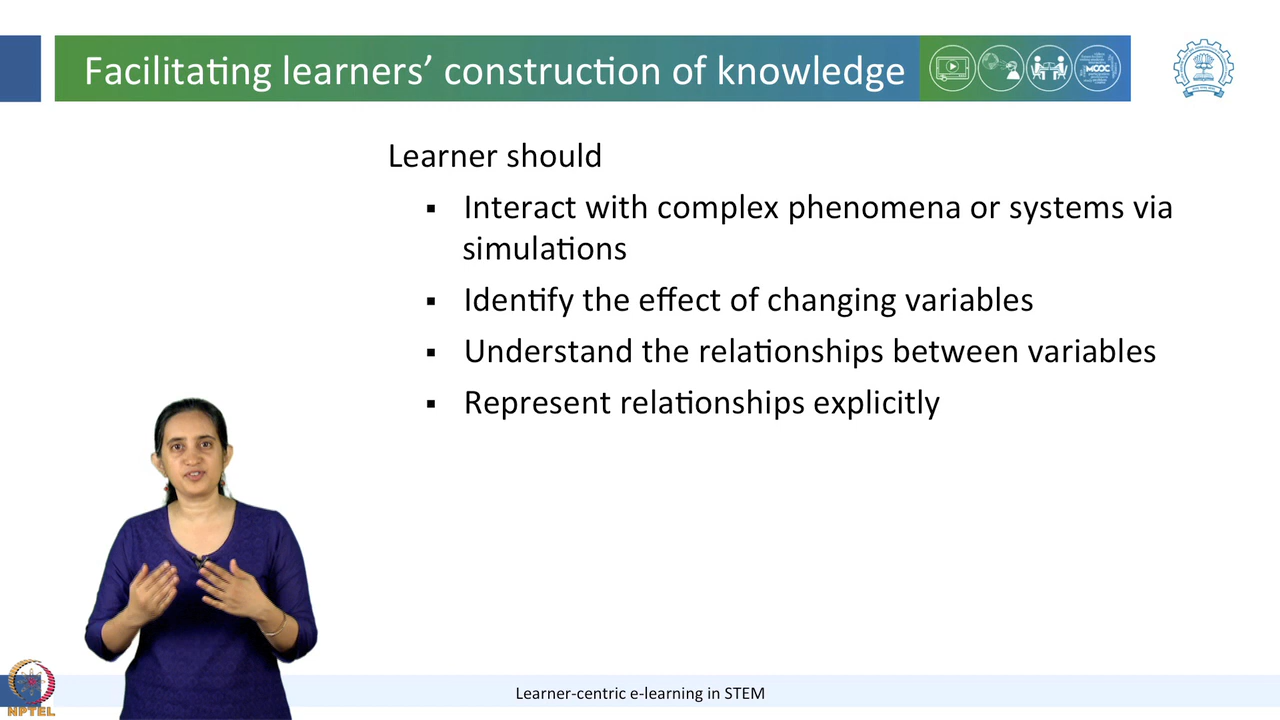 Facilitating learners’ construction of knowledge
MOOC
Learner should
▪ Interact with complex phenomena or systems via
simulations
▪ Identify the effect of changing variables
▪ Understand the relationships between variables
▪ Represent relationships explicitly
Learner-centric e-learning in STEM
NPTEL